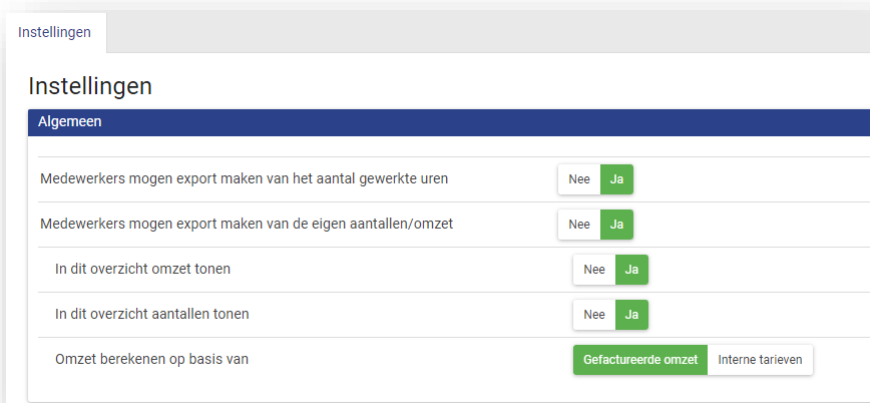 Instellingen
Instellingen
Algemeen
Medewerkers mogen export maken van het aantal gewerkte uren Nee Ja
Medewerkers mogen export maken van de eigen aantallen/omzet Nee Ja
In dit overzicht omzet tonen Nee Ja
In dit overzicht aantallen tonen Nee Ja
Omzet berekenen op basis van Gefactureerde omzet Interne tarieven